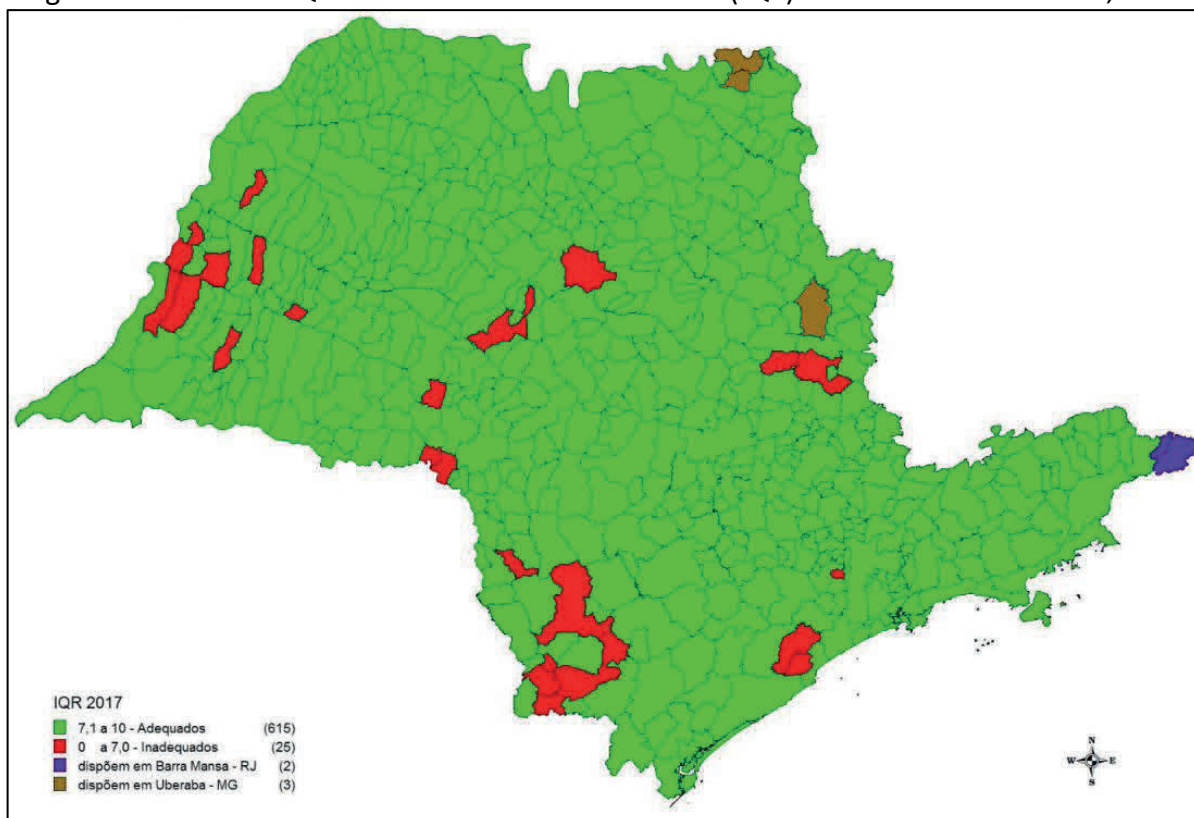 IQR 2017
7,1 a 10 - Adequados (615)
0 a 7,0 - Inadequados (25)
dispõem em Barra Mansa - RJ (2)
dispõem em Uberaba - MG (3)
N
W E
S